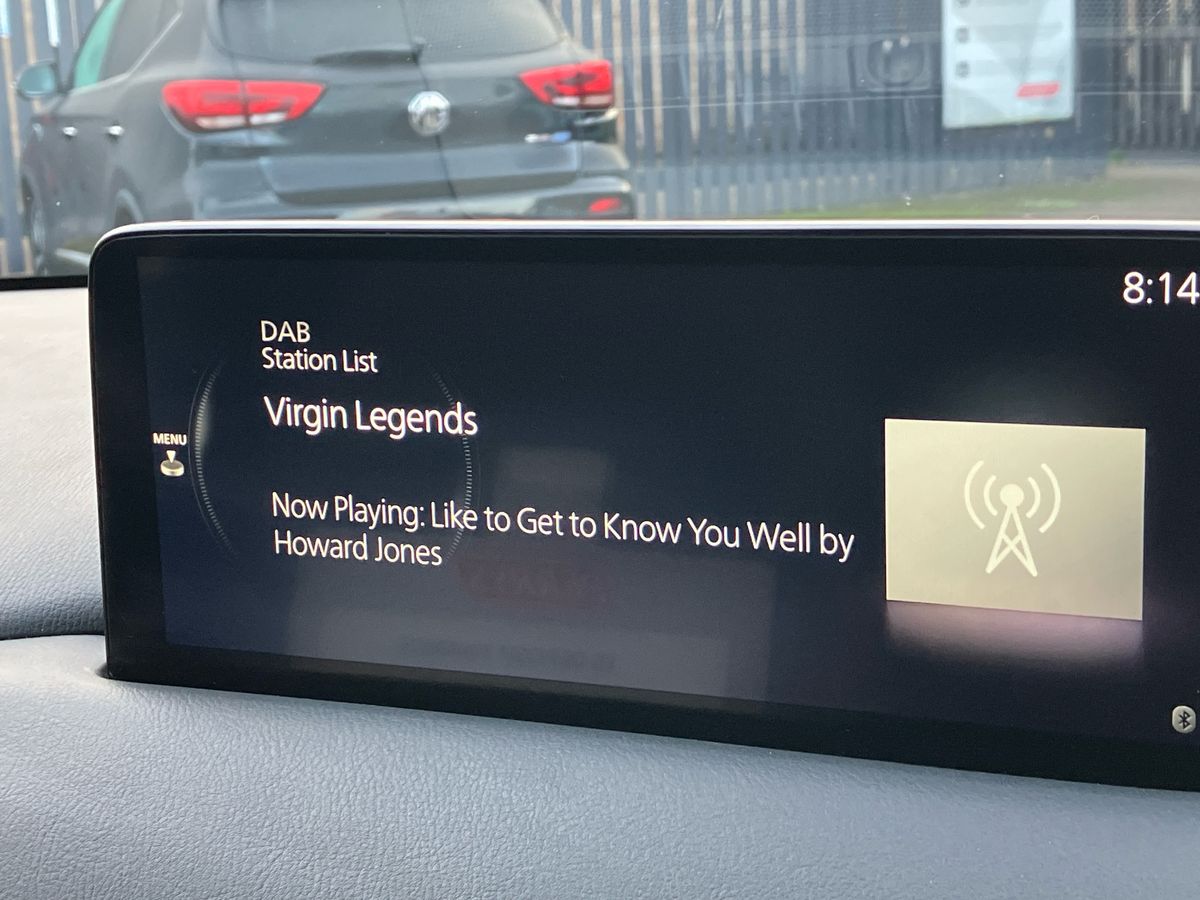 8:14
DAB
Station List
Virgin Legends
MENU
Now Playing: Like to Get to Know You Well by
Howard Jones